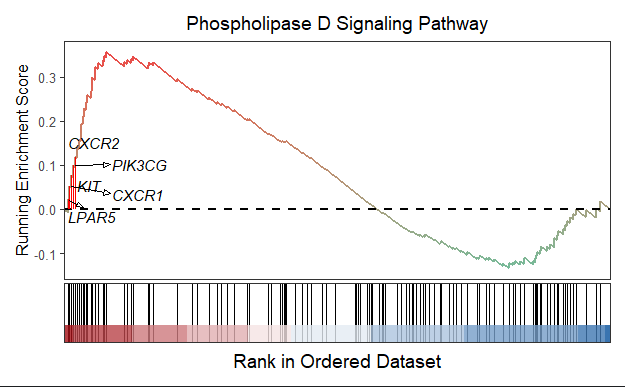 Phospholipase D Signaling Pathway
Running Enrichment Score
0.3
0.2
0.1
0.0
-0.1
CXCR2
PIK3CG
KIT
CXCR1
LPAR5
Rank in Ordered Dataset